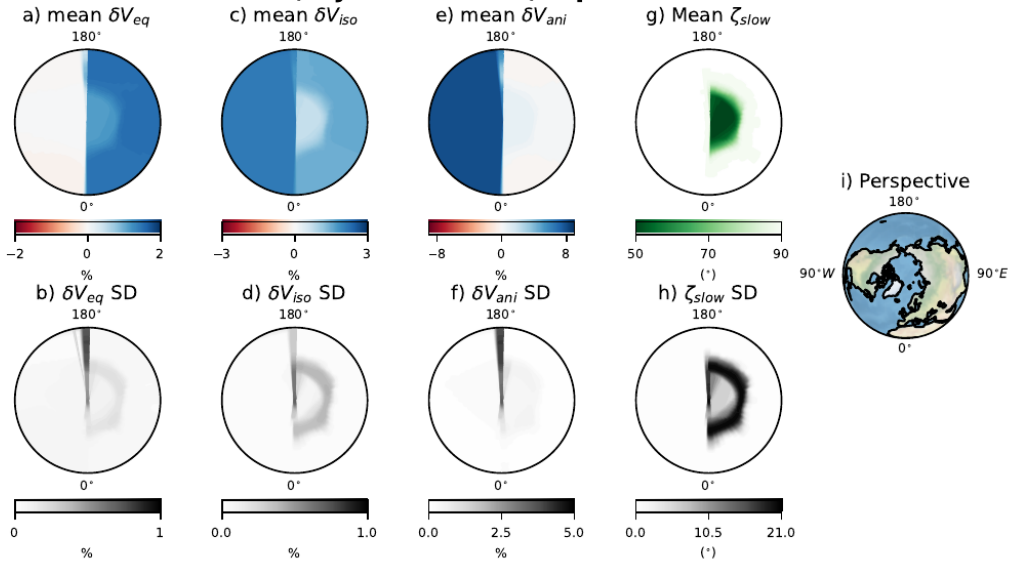 a) mean δV_eq
180°
0°
−2 0 2
%
c) mean δV_iso
180°
0°
−3 0 3
%
e) mean δV_ani
180°
0°
−8 0 8
%
g) Mean ζ_slow
180°
0°
50 70 90
(°)
b) δV_eq SD
180°
0°
0 1
%
d) δV_iso SD
180°
0°
0.0 1.0
%
f) δV_ani SD
180°
0°
0.0 2.5 5.0
%
h) ζ_slow SD
180°
0°
0.0 10.5 21.0
(°)
i) Perspective
180°
90°W 90°E
0°